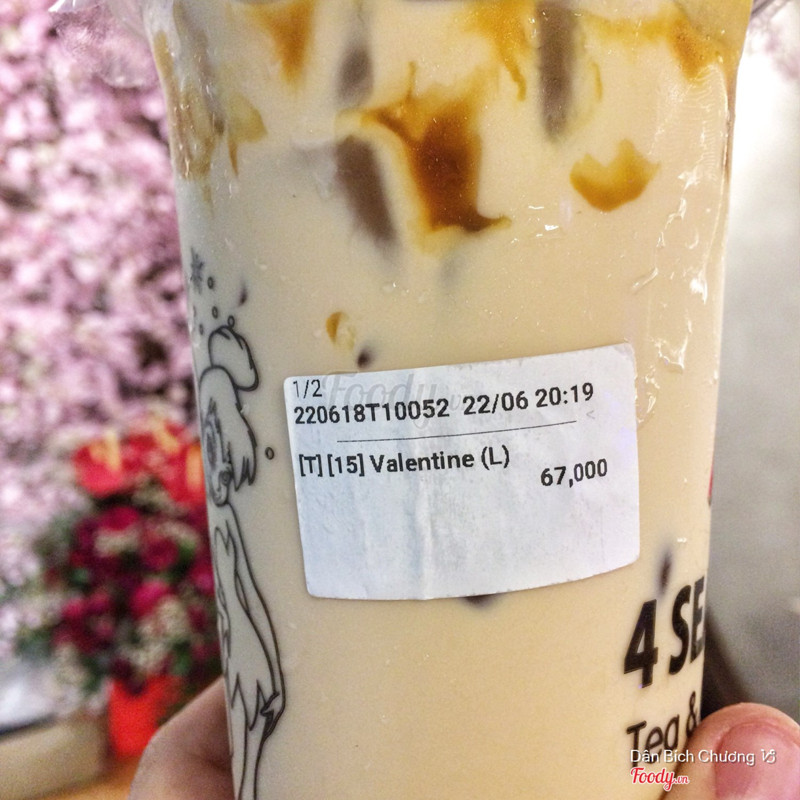 1/2
220618T10052 22/06 20:19
[T] [15] Valentine (L)
67,000
4 SE
Tea &
Dân Bích Chương
Foody.vn
Foody